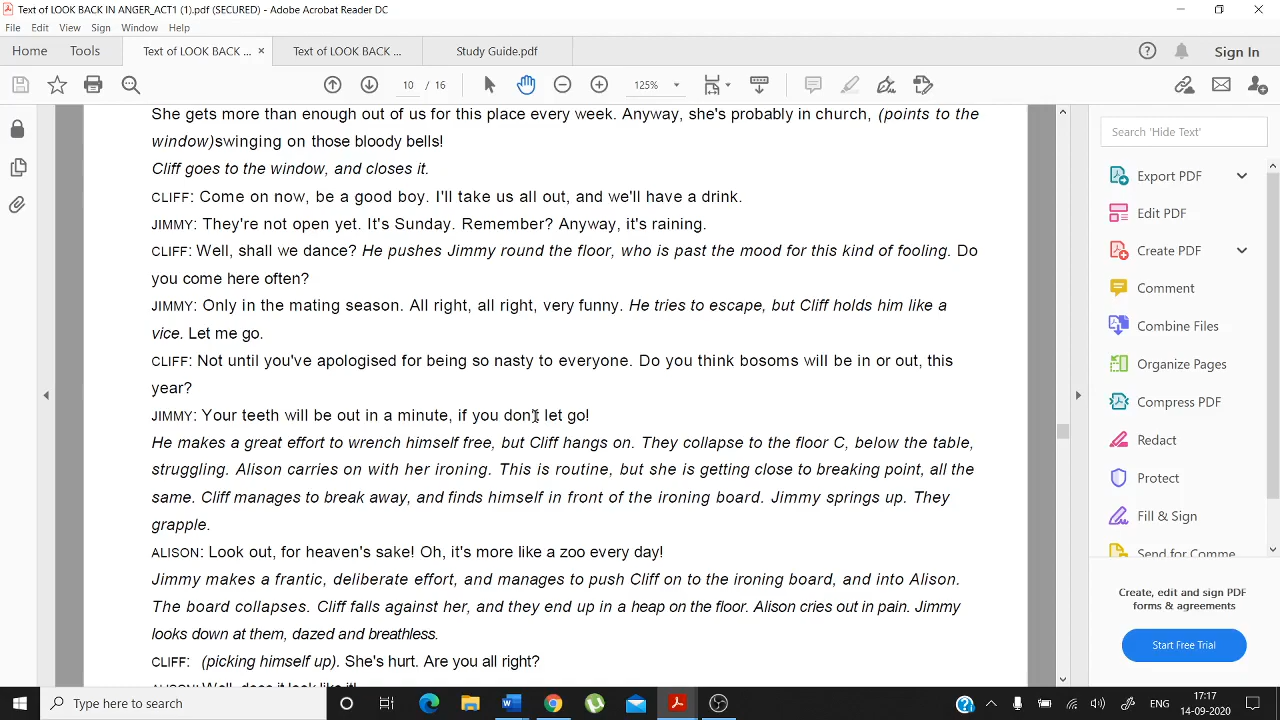 Text of LOOK BACK IN ANGER_ACT1 (1).pdf (SECURED) - Adobe Acrobat Reader DC
File Edit View Sign Window Help
Home Tools Text of LOOK BACK ... × Text of LOOK BACK ... Study Guide.pdf Sign In
10 / 16 125%
She gets more than enough out of us for this place every week. Anyway, she's probably in church, (points to the
window)swinging on those bloody bells!
Cliff goes to the window, and closes it.
CLIFF: Come on now, be a good boy. I'll take us all out, and we'll have a drink.
JIMMY: They're not open yet. It's Sunday. Remember? Anyway, it's raining.
CLIFF: Well, shall we dance? He pushes Jimmy round the floor, who is past the mood for this kind of fooling. Do
you come here often?
JIMMY: Only in the mating season. All right, all right, very funny. He tries to escape, but Cliff holds him like a
vice. Let me go.
CLIFF: Not until you've apologised for being so nasty to everyone. Do you think bosoms will be in or out, this
year?
JIMMY: Your teeth will be out in a minute, if you don't let go!
He makes a great effort to wrench himself free, but Cliff hangs on. They collapse to the floor C, below the table,
struggling. Alison carries on with her ironing. This is routine, but she is getting close to breaking point, all the
same. Cliff manages to break away, and finds himself in front of the ironing board. Jimmy springs up. They
grapple.
ALISON: Look out, for heaven's sake! Oh, it's more like a zoo every day!
Jimmy makes a frantic, deliberate effort, and manages to push Cliff on to the ironing board, and into Alison.
The board collapses. Cliff falls against her, and they end up in a heap on the floor. Alison cries out in pain. Jimmy
looks down at them, dazed and breathless.
CLIFF: (picking himself up). She's hurt. Are you all right?
ALISON: Well, does it look like it!
Search 'Hide Text'
Export PDF
Edit PDF
Create PDF
Comment
Combine Files
Organize Pages
Compress PDF
Redact
Protect
Fill & Sign
Send for Comme
Create, edit and sign PDF
forms & agreements
Start Free Trial
Type here to search
ENG
17:17
14-09-2020